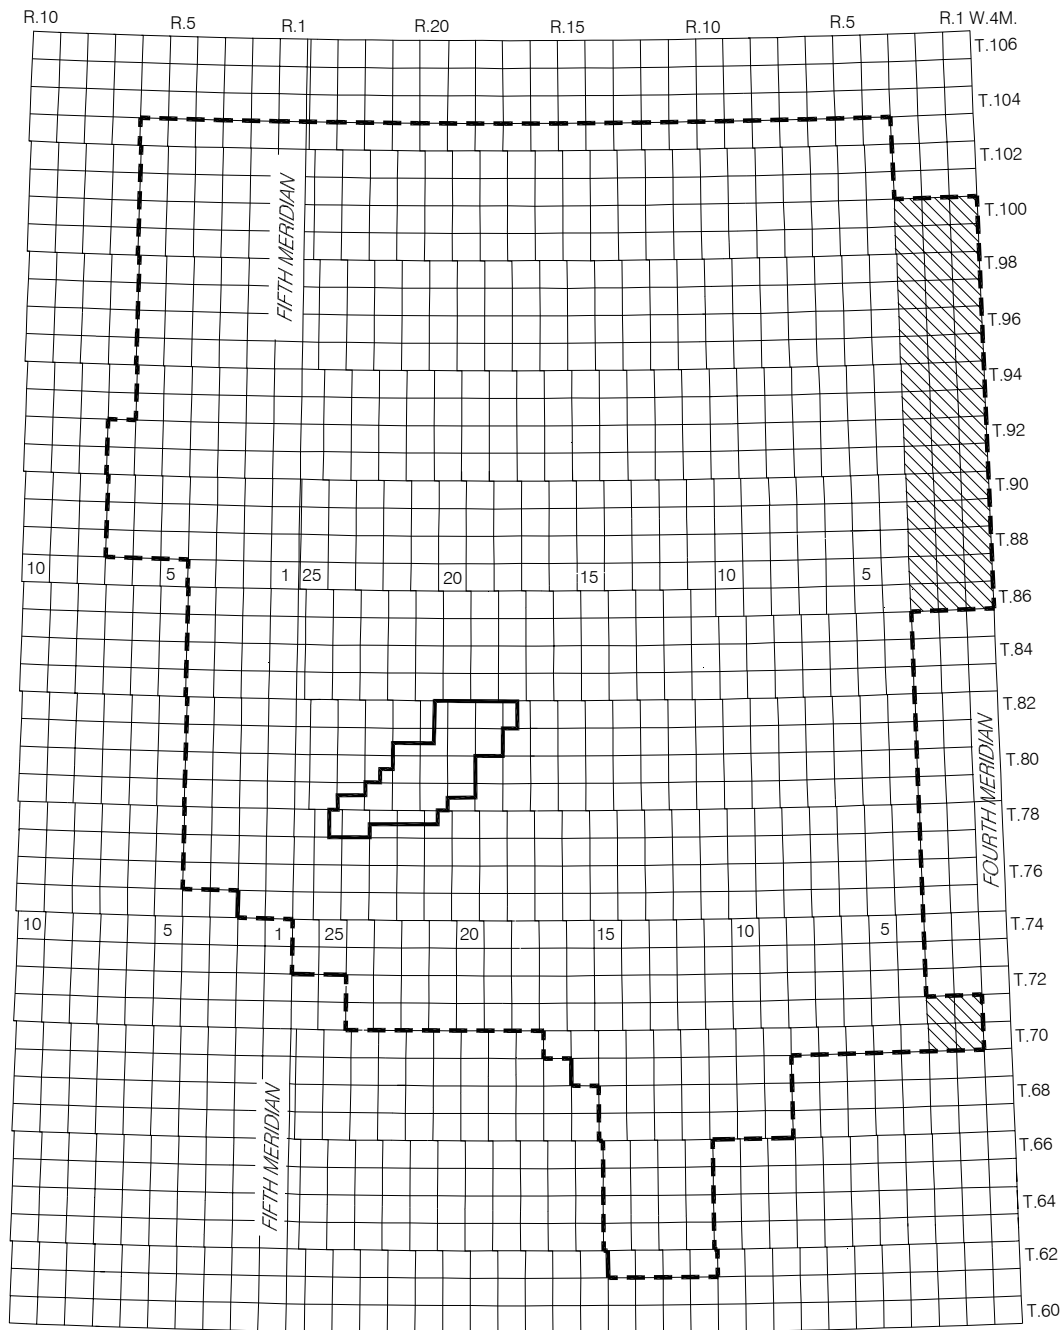 R.10 R.5 R.1 R.20 R.15 R.10 R.5 R.1 W.4M.
T.106
T.104
T.102
FIFTH MERIDIAN
T.100
T.98
T.96
T.94
T.92
T.90
T.88
10 5 1 25 20 15 10 5
T.86
T.84
T.82
T.80
FOURTH MERIDIAN
T.78
T.76
T.74
10 5 1 25 20 15 10 5
T.72
T.70
T.68
FIFTH MERIDIAN
T.66
T.64
T.62
T.60